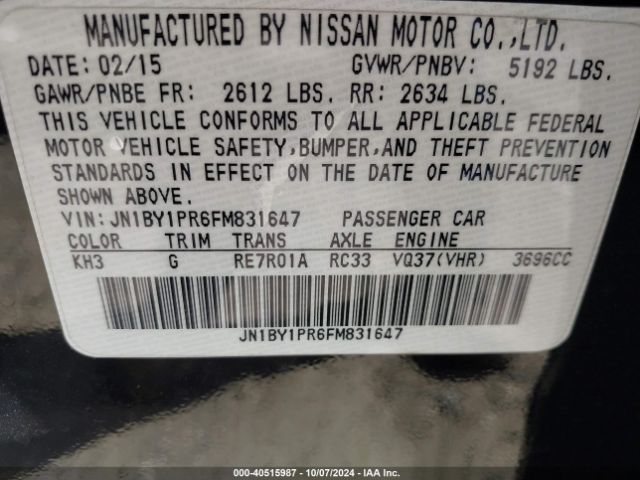 MANUFACTURED BY NISSAN MOTOR CO.,LTD.
DATE: 02/15 GVWR/PNBV: 5192 LBS.
GAWR/PNBE FR: 2612 LBS. RR: 2634 LBS.
THIS VEHICLE CONFORMS TO ALL APPLICABLE FEDERAL
MOTOR VEHICLE SAFETY,BUMPER,AND THEFT PREVENTION
STANDARDS IN EFFECT ON THE DATE OF MANUFACTURE
SHOWN ABOVE.
VIN:JN1BY1PR6FM831647 PASSENGER CAR
COLOR TRIM TRANS AXLE ENGINE
KH3 G RE7R01A RC33 VQ37(VHR) 3696CC
JN1BY1PR6FM831647
000-40515987 - 10/07/2024 - IAA Inc.